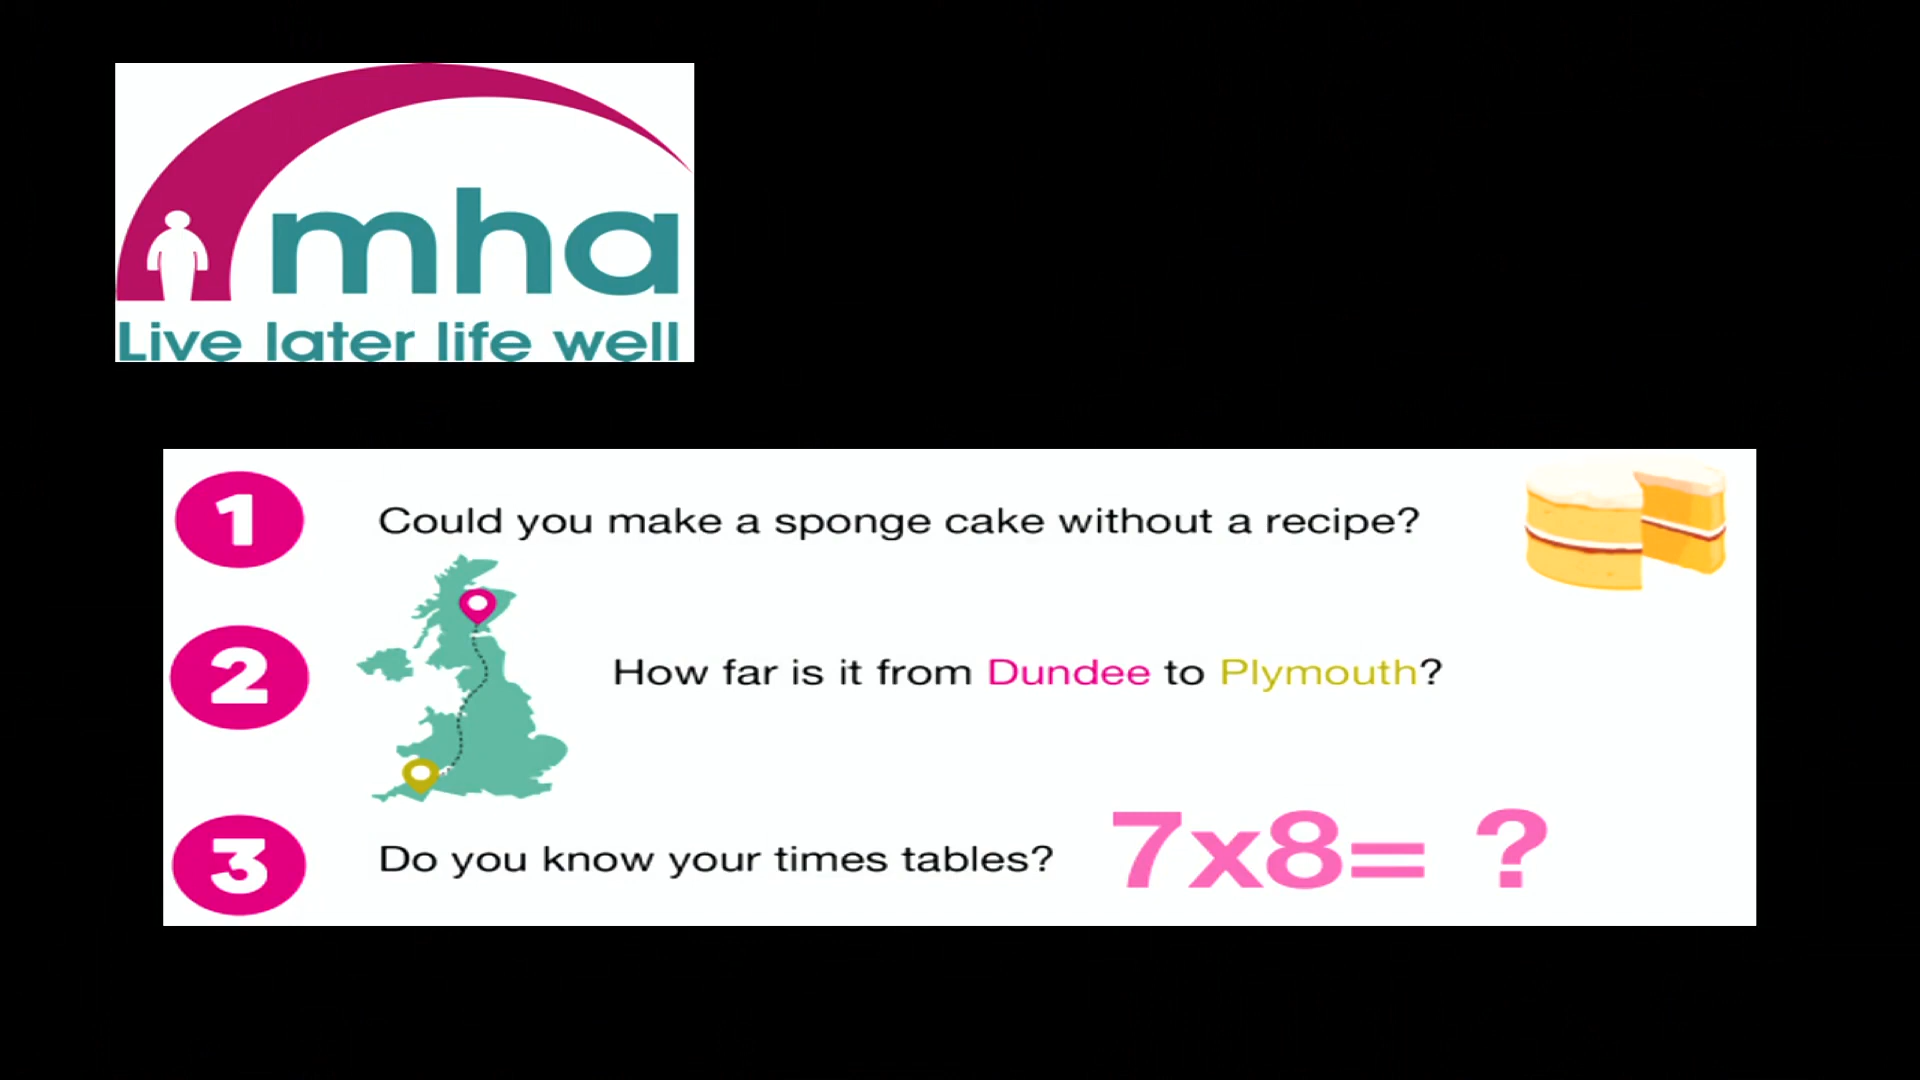 mha
Live later life well
1 Could you make a sponge cake without a recipe?
2 How far is it from Dundee to Plymouth?
3 Do you know your times tables? 7x8= ?